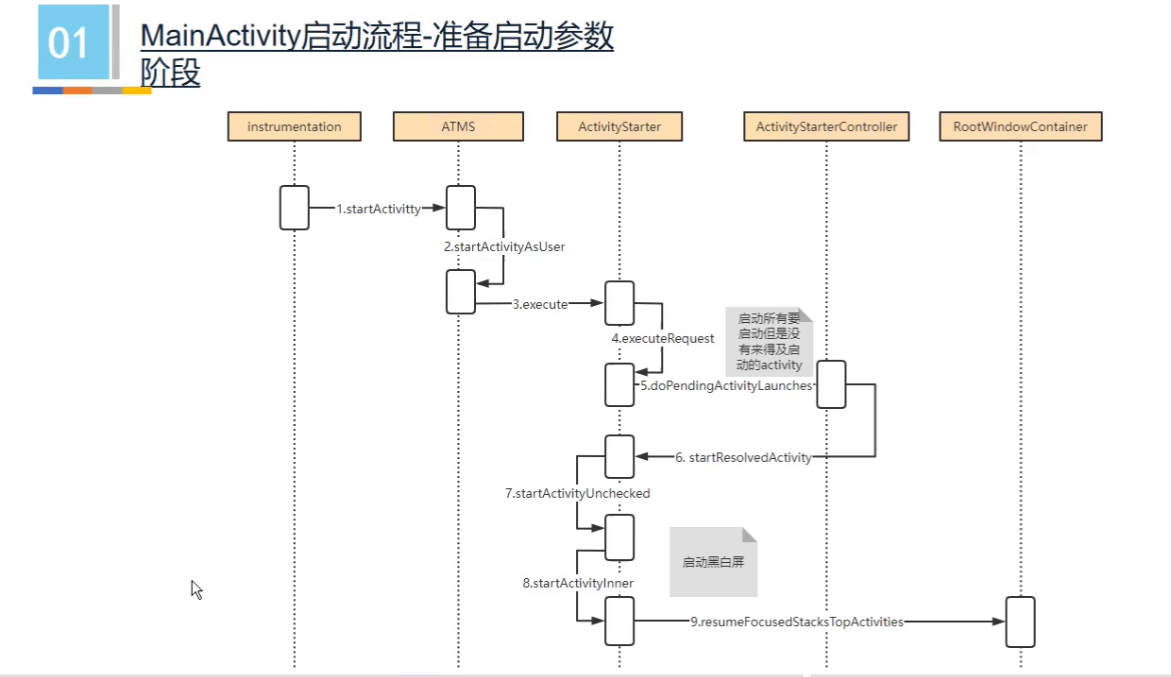 01
MainActivity启动流程-准备启动参数
阶段
instrumentation
ATMS
ActivityStarter
ActivityStarterController
RootWindowContainer
1.startActivitty
2.startActivityAsUser
3.execute
4.executeRequest
启动所有要
启动但是没
有来得及启
动的activity
5.doPendingActivityLaunches
6. startResolvedActivity
7.startActivityUnchecked
启动黑白屏
8.startActivityInner
9.resumeFocusedStacksTopActivities